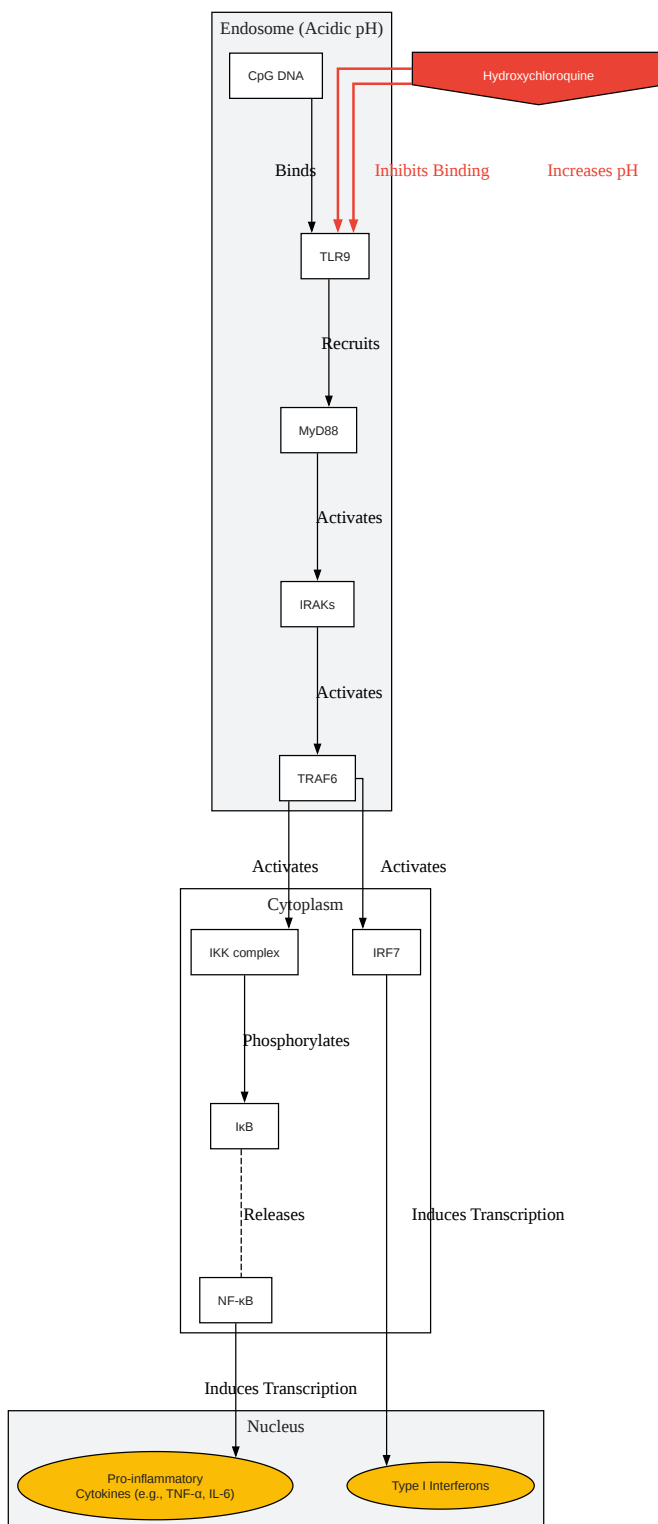 Endosome (Acidic pH)
CpG DNA
Hydroxychloroquine
Binds
Inhibits Binding
Increases pH
TLR9
Recruits
MyD88
Activates
IRAKs
Activates
TRAF6
Activates
Activates
Cytoplasm
IKK complex
IRF7
Phosphorylates
IκB
Releases
Induces Transcription
NF-κB
Induces Transcription
Nucleus
Pro-inflammatory
Cytokines (e.g., TNF-α, IL-6)
Type I Interferons